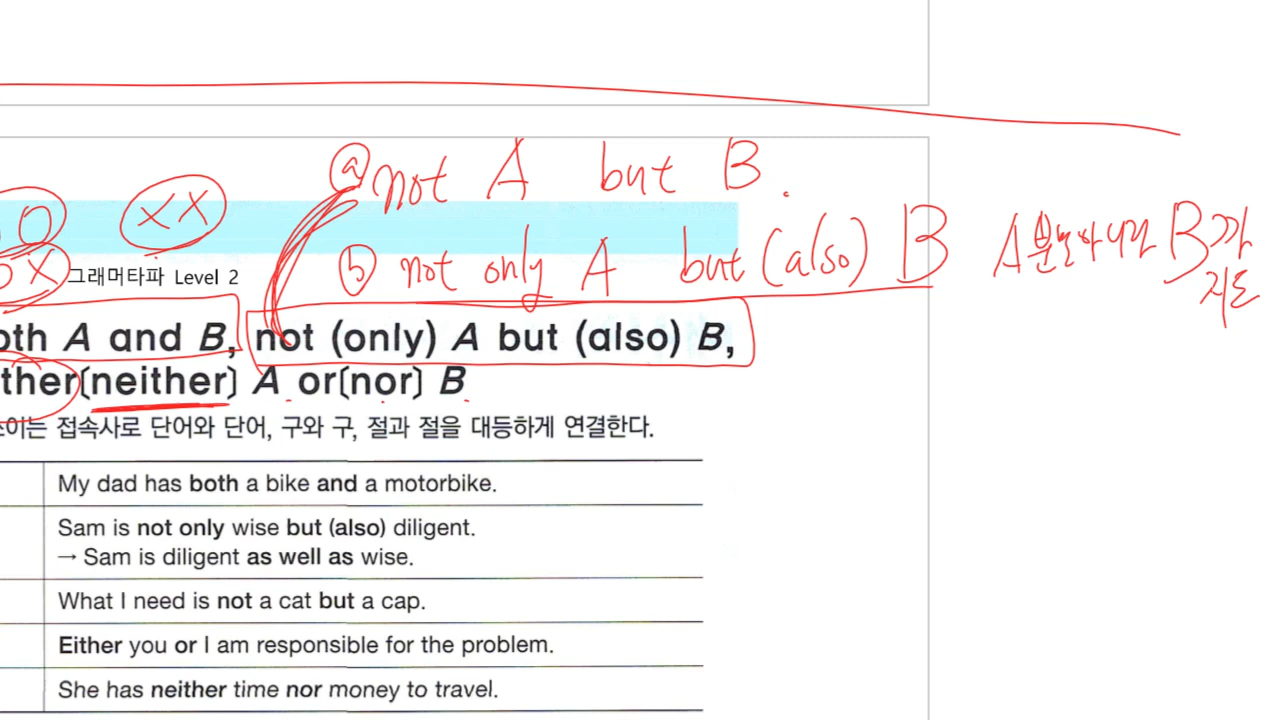 ⓐ not A but B.
O XX
X 그래머타파 Level 2
ⓑ not only A but (also) B A 뿐만아니라 B까
지도
oth A and B, not (only) A but (also) B,
ther(neither) A or(nor) B
쓰이는 접속사로 단어와 단어, 구와 구, 절과 절을 대등하게 연결한다.
My dad has both a bike and a motorbike.
Sam is not only wise but (also) diligent.
→ Sam is diligent as well as wise.
What I need is not a cat but a cap.
Either you or I am responsible for the problem.
She has neither time nor money to travel.